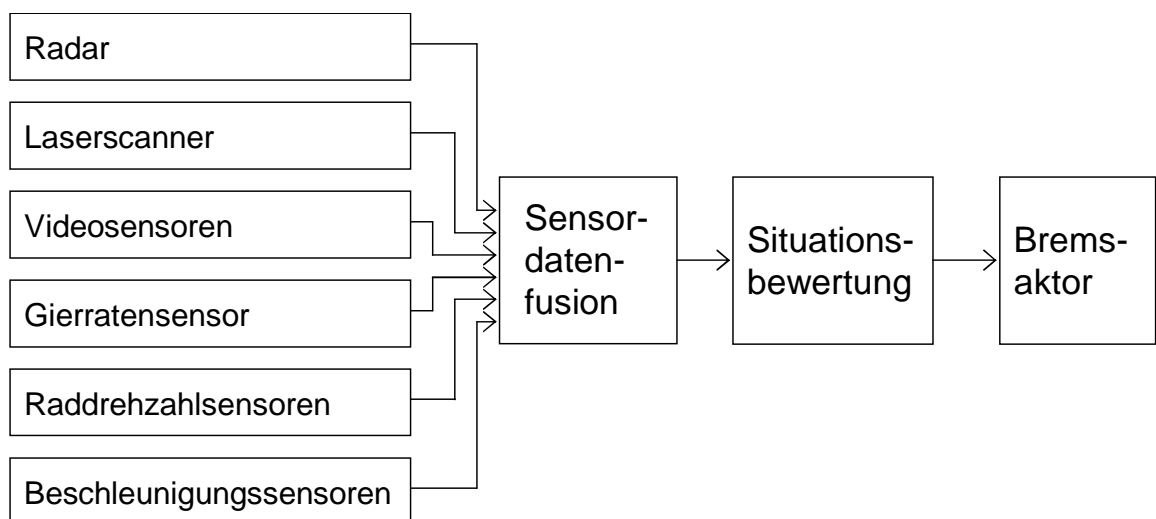 Radar
Laserscanner
Videosensoren
Gierratensensor
Raddrehzahlsensoren
Beschleunigungssensoren
Sensor-
daten-
fusion
Situations-
bewertung
Brems-
aktor